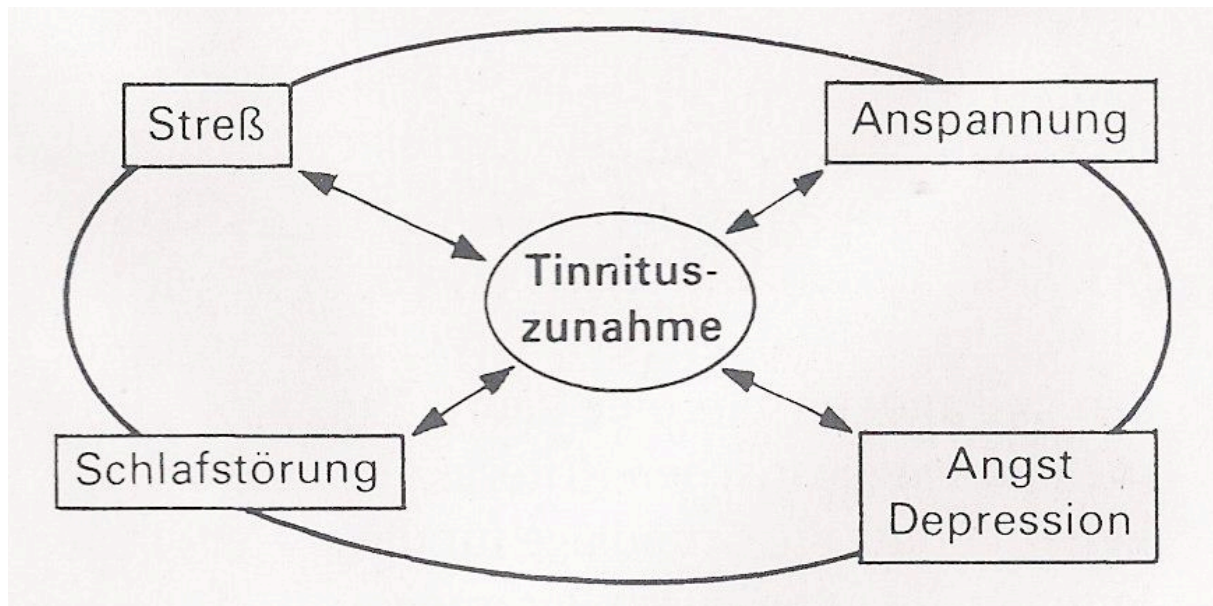 Streß
Anspannung
Tinnitus-
zunahme
Schlafstörung
Angst
Depression